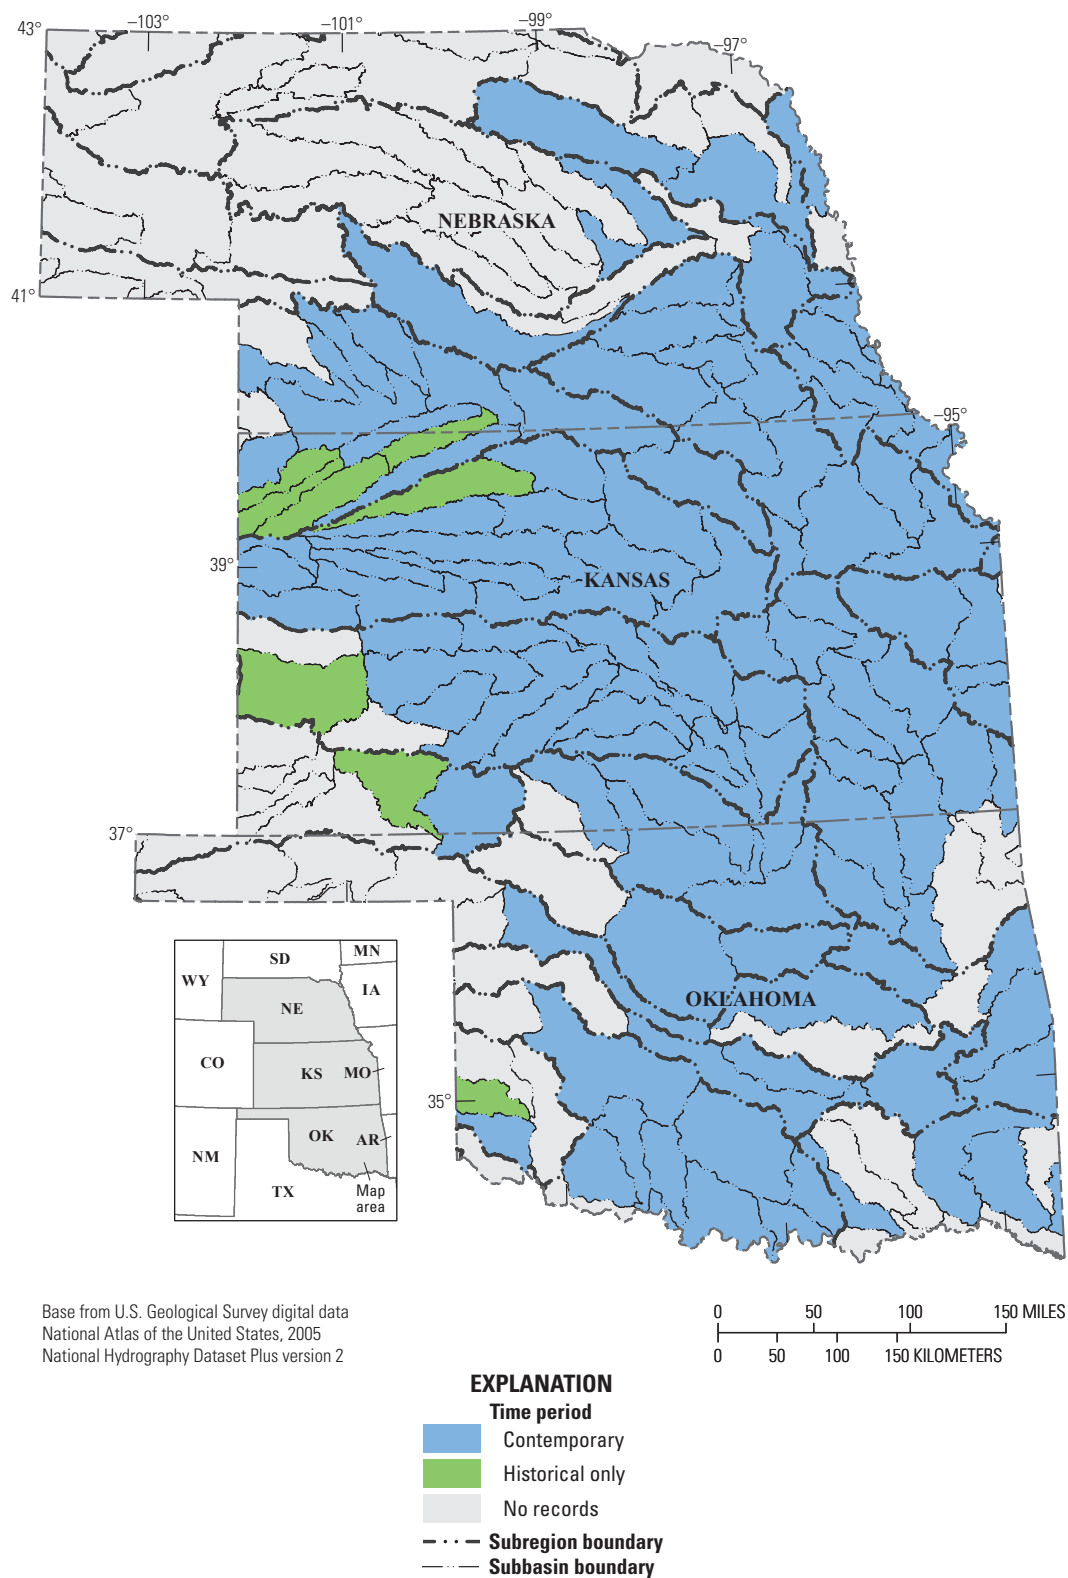 43°
–103°
–101°
–99°
–97°
NEBRASKA
41°
–95°
39°
KANSAS
37°
OKLAHOMA
35°
WY
SD
MN
NE
IA
CO
KS
MO
NM
OK
AR
TX
Map
area
Base from U.S. Geological Survey digital data
National Atlas of the United States, 2005
National Hydrography Dataset Plus version 2
0 50 100 150 MILES
0 50 100 150 KILOMETERS
EXPLANATION
Time period
Contemporary
Historical only
No records
Subregion boundary
Subbasin boundary